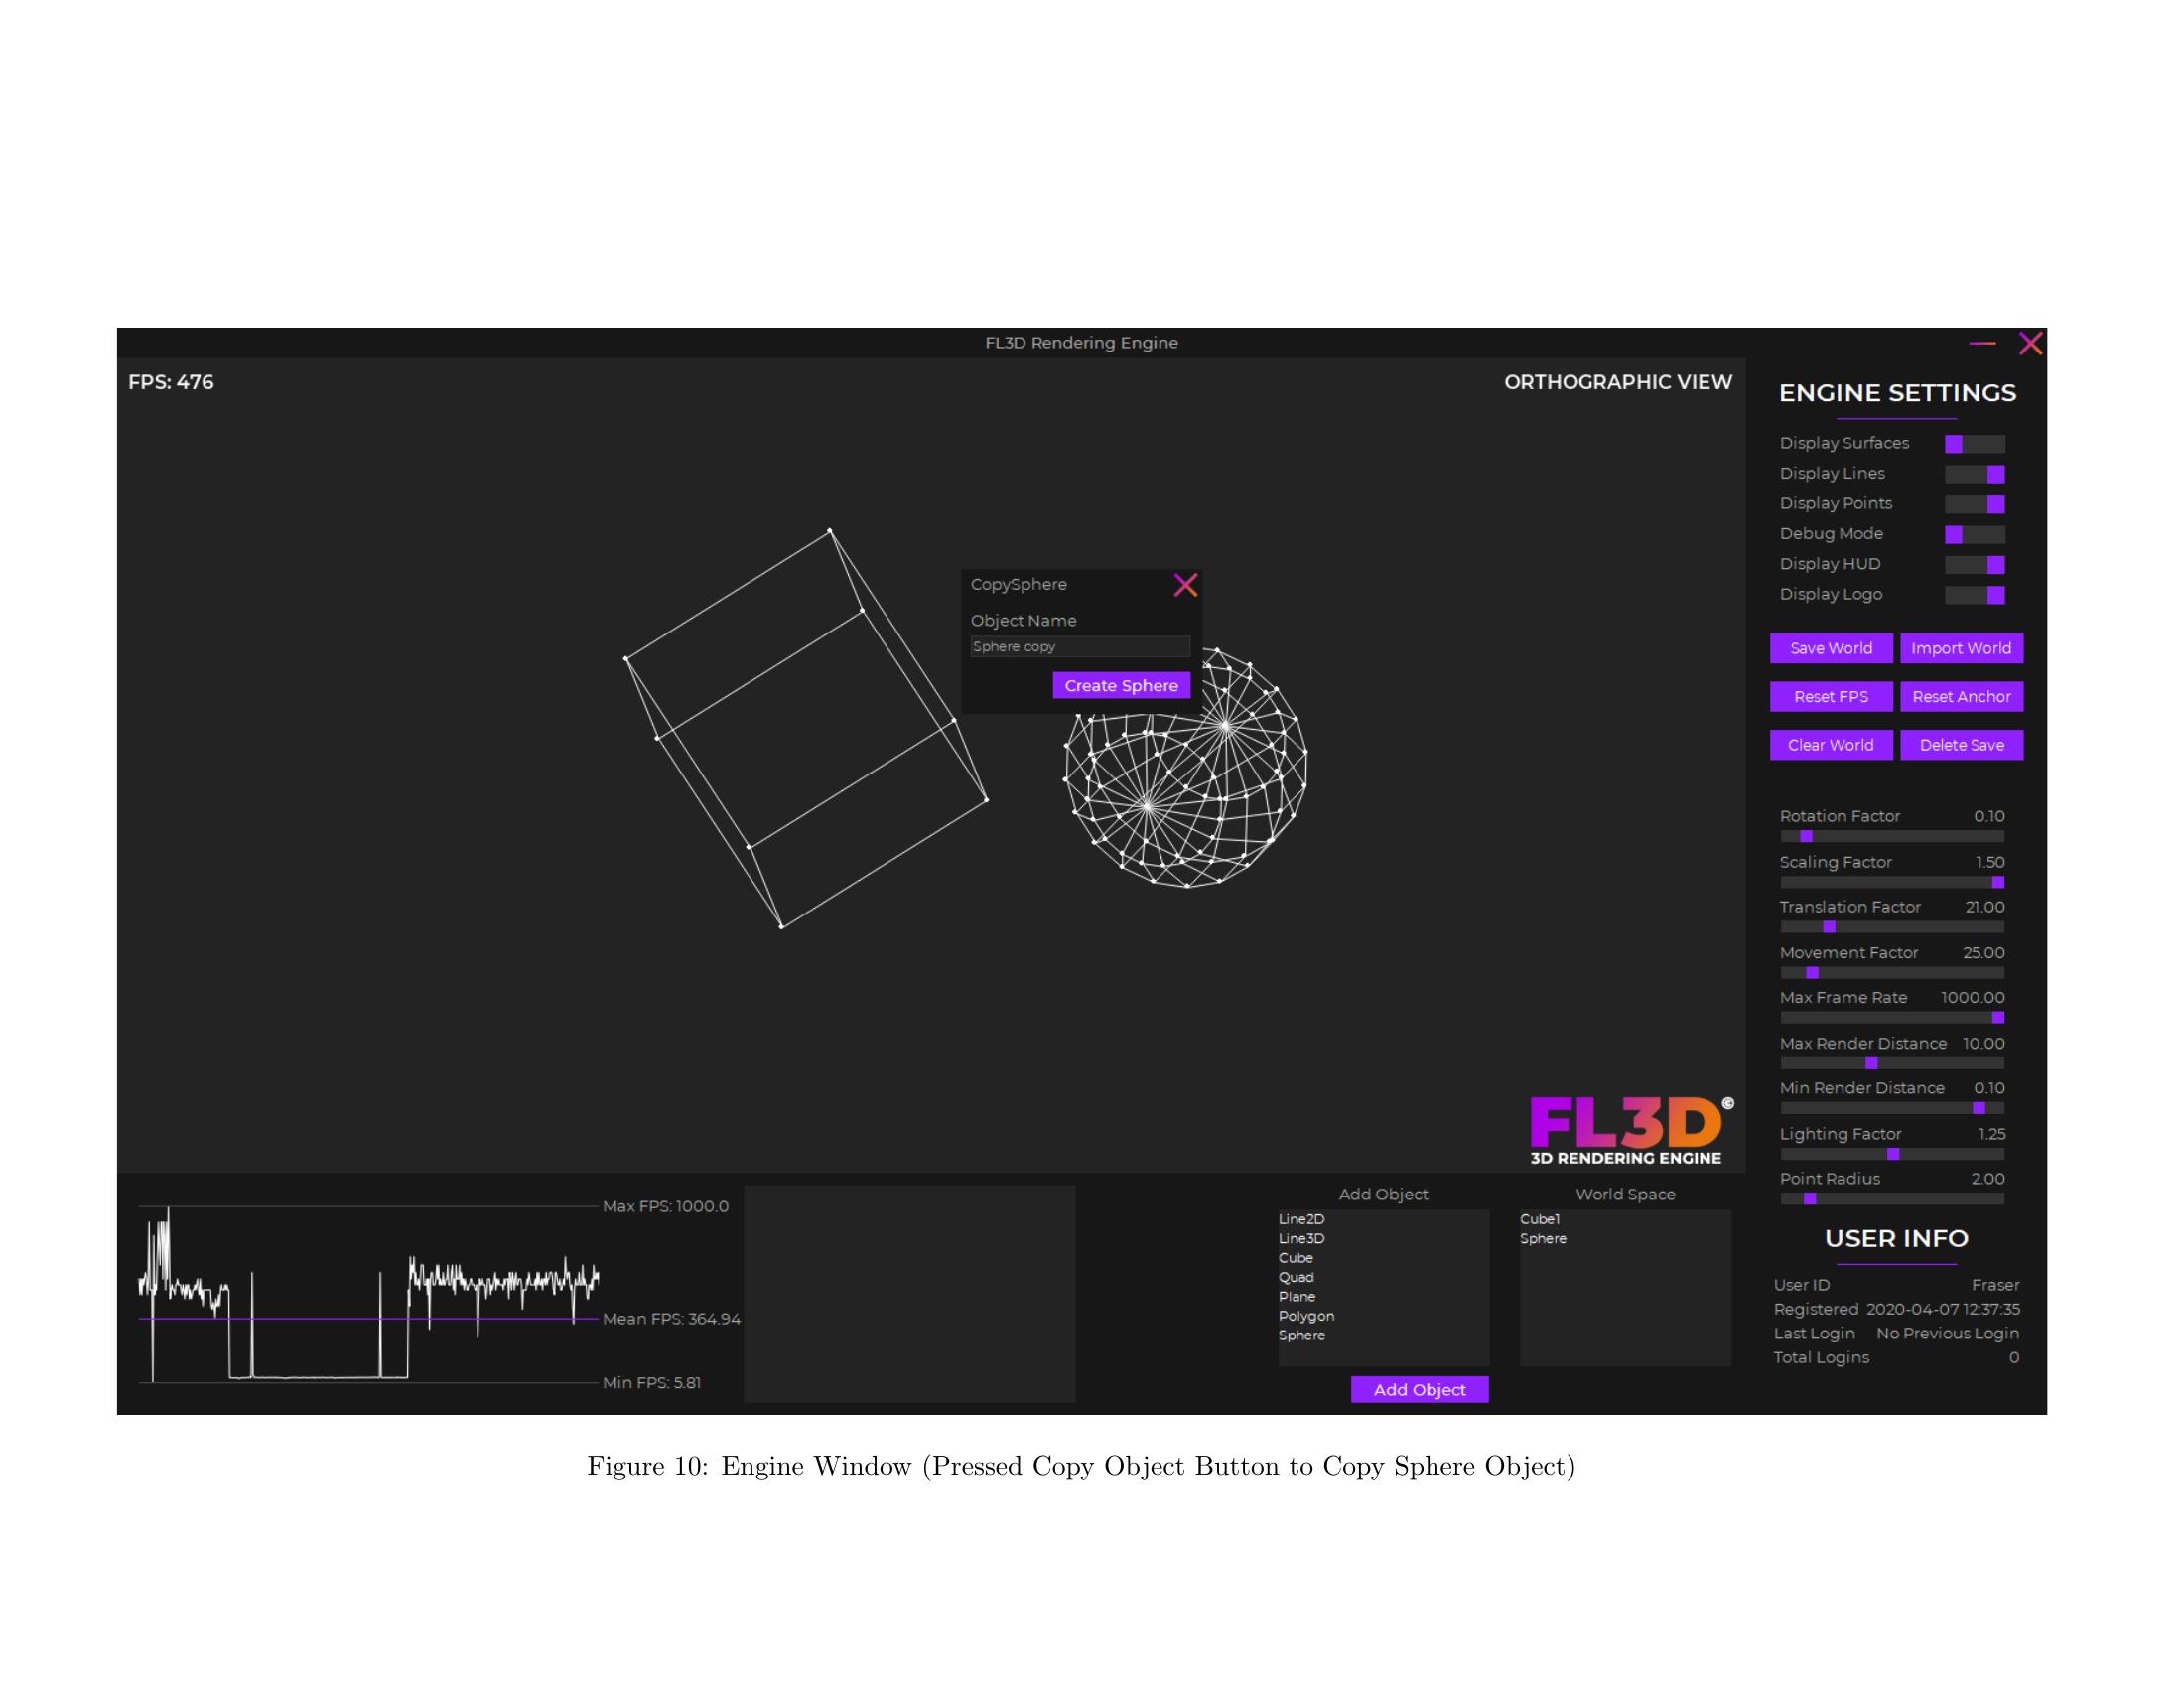 FL3D Rendering Engine
FPS: 476
ORTHOGRAPHIC VIEW
CopySphere
Object Name
Sphere copy
Create Sphere
FL3D©
3D RENDERING ENGINE
ENGINE SETTINGS
Display Surfaces
Display Lines
Display Points
Debug Mode
Display HUD
Display Logo
Save World Import World
Reset FPS Reset Anchor
Clear World Delete Save
Rotation Factor 0.10
Scaling Factor 1.50
Translation Factor 21.00
Movement Factor 25.00
Max Frame Rate 1000.00
Max Render Distance 10.00
Min Render Distance 0.10
Lighting Factor 1.25
Point Radius 2.00
USER INFO
User ID Fraser
Registered 2020-04-07 12:37:35
Last Login No Previous Login
Total Logins 0
Max FPS: 1000.0
Mean FPS: 364.94
Min FPS: 5.81
Add Object
Line2D
Line3D
Cube
Quad
Plane
Polygon
Sphere
Add Object
World Space
Cube1
Sphere
Figure 10: Engine Window (Pressed Copy Object Button to Copy Sphere Object)